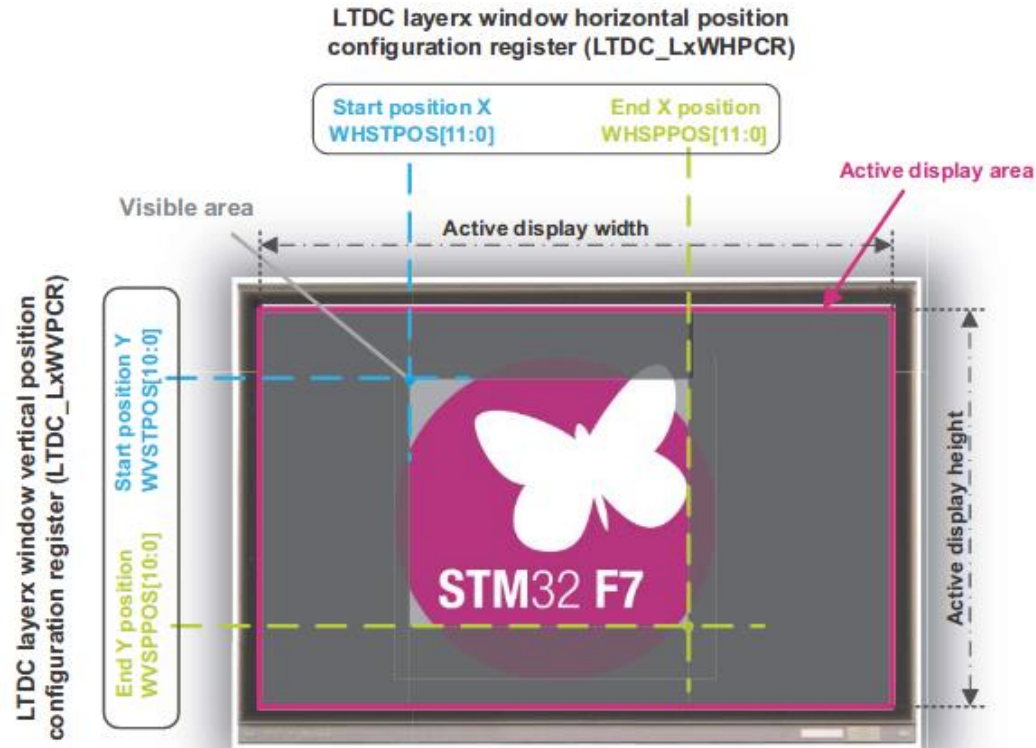 LTDC layerx window horizontal position
configuration register (LTDC_LxWHPCR)
Start position X
WHSTPOS[11:0]
End X position
WHSPPOS[11:0]
Active display area
Visible area
Active display width
LTDC layerx window vertical position
configuration register (LTDC_LxWVPCR)
Start position Y
WVSTPOS[10:0]
End Y position
WVSPPOS[10:0]
Active display height
STM32 F7